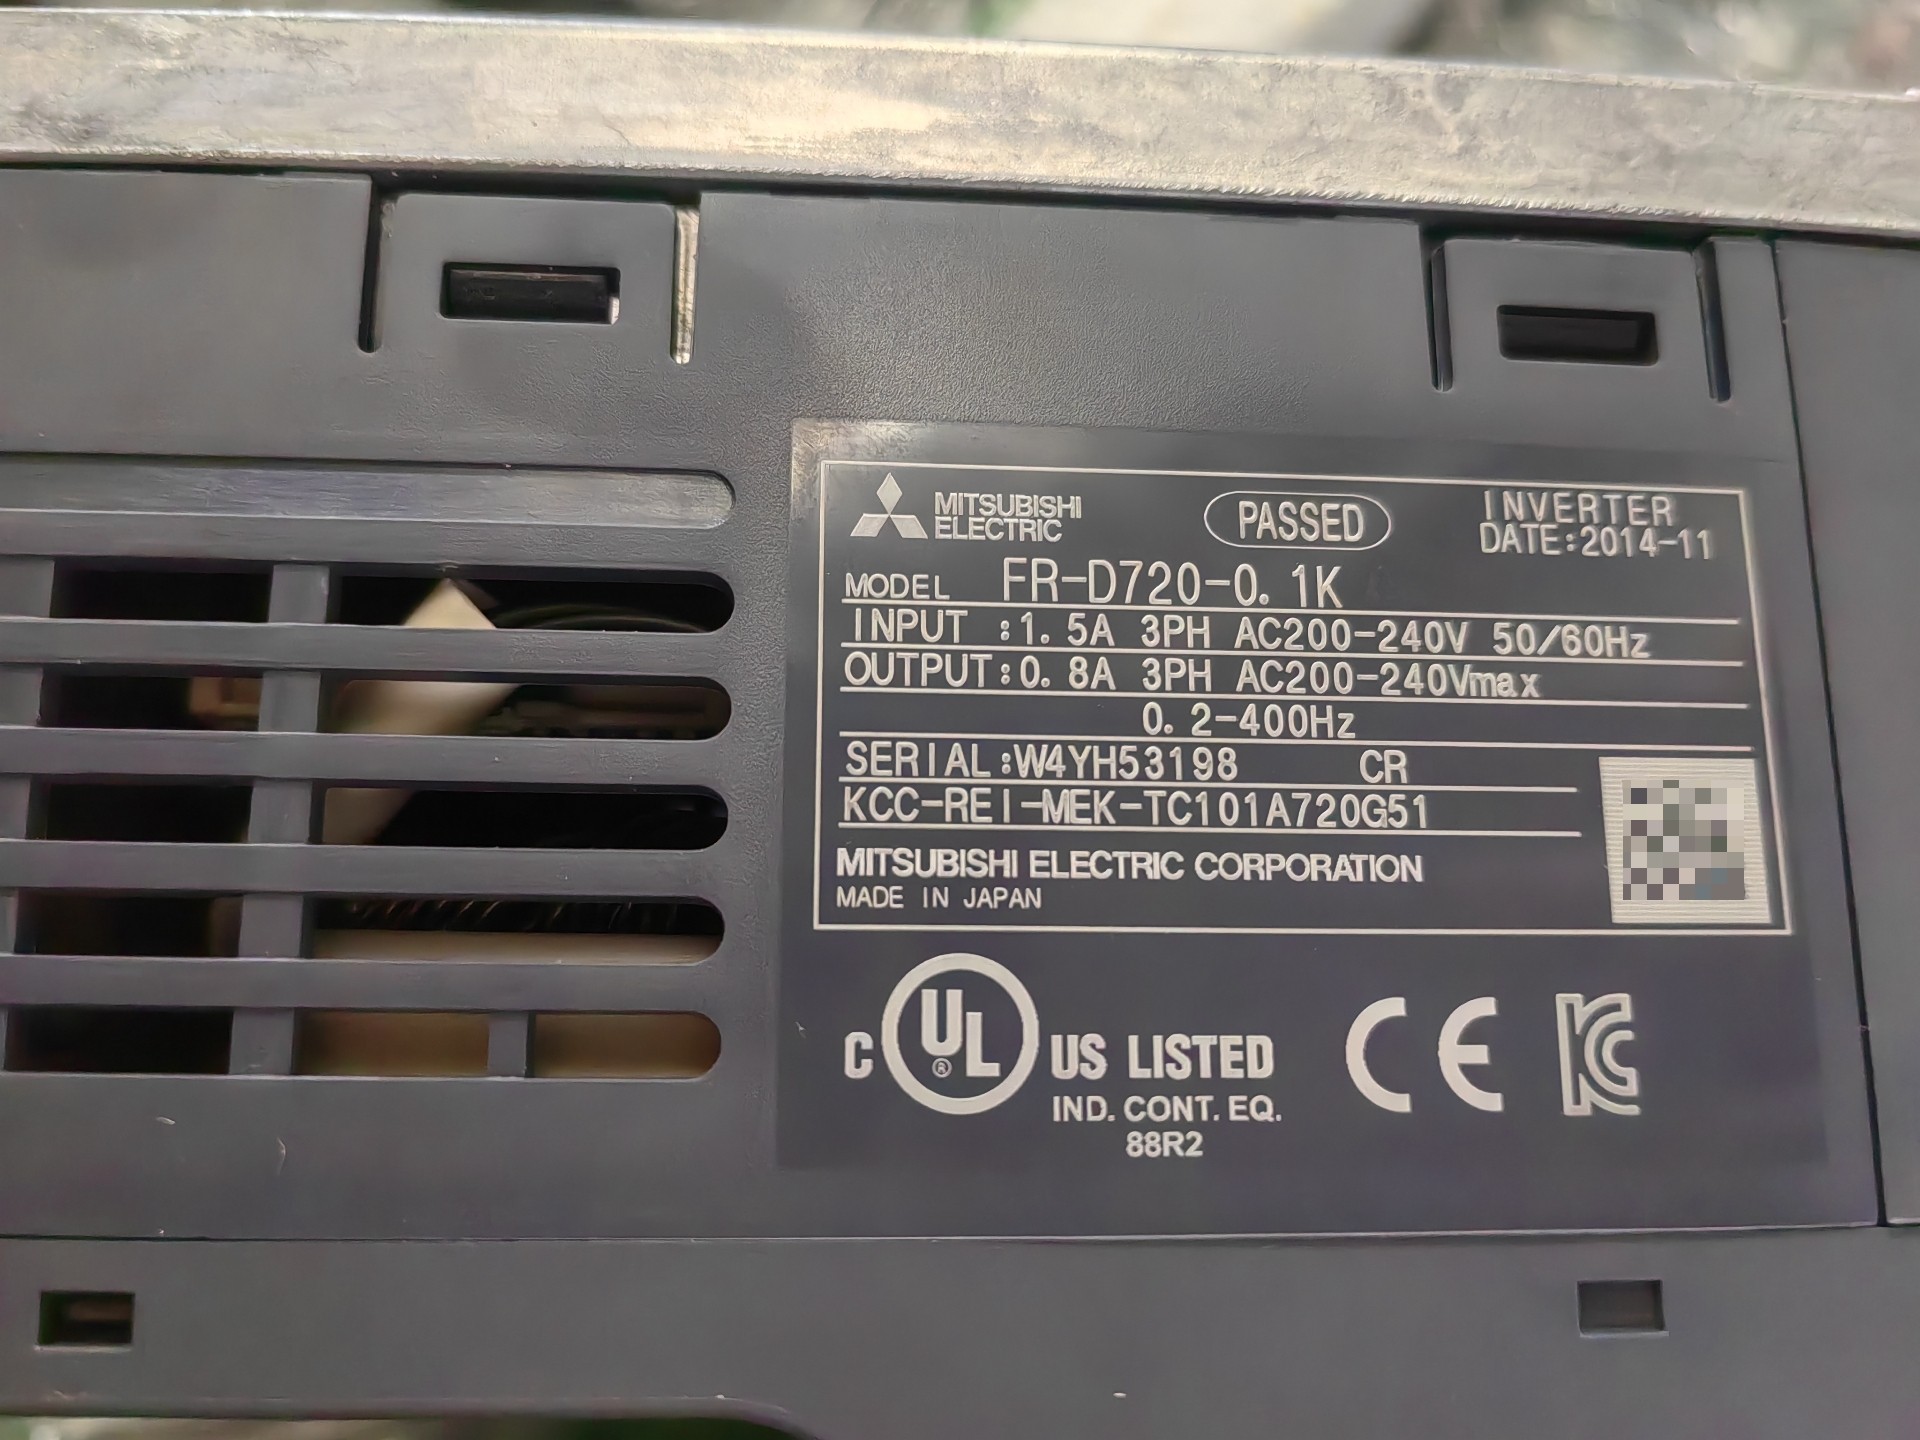 MITSUBISHI
ELECTRIC
PASSED
INVERTER
DATE:2014-11
MODEL FR-D720-0.1K
INPUT :1.5A 3PH AC200-240V 50/60Hz
OUTPUT:0.8A 3PH AC200-240Vmax
0.2-400Hz
SERIAL:W4YH53198 CR
KCC-REI-MEK-TC101A720G51
MITSUBISHI ELECTRIC CORPORATION
MADE IN JAPAN
C UL® US LISTED
IND. CONT. EQ.
88R2
CE
KC